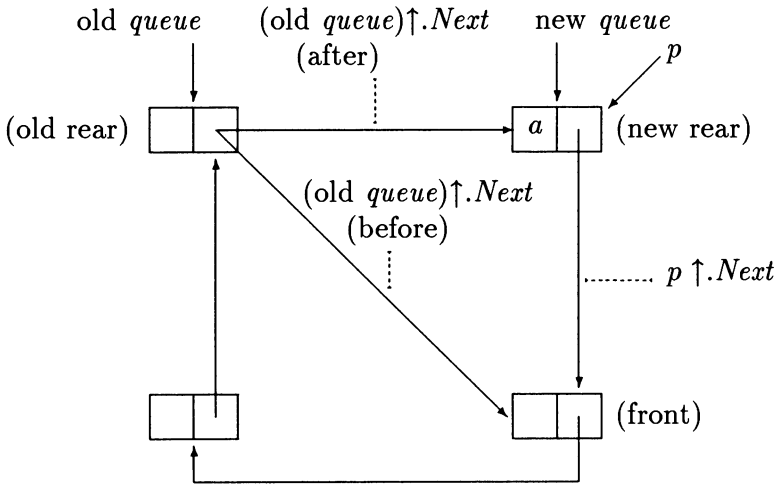 old queue (old queue)↑.Next new queue
(after) p
(old rear) a (new rear)
(old queue)↑.Next
(before)
p ↑.Next
(front)